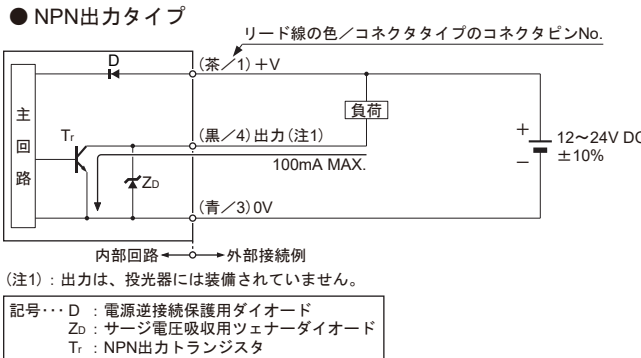 ● NPN出力タイプ
リード線の色／コネクタタイプのコネクタピンNo.
D
(茶／1)＋V
主回路
負荷
Tr
(黒／4)出力(注1)
100mA MAX.
ZD
＋
－
12〜24V DC
±10%
(青／3)0V
内部回路
外部接続例
(注1)：出力は、投光器には装備されていません。
記号･･･ D ：電源逆接続保護用ダイオード
ZD ：サージ電圧吸収用ツェナーダイオード
Tr ：NPN出力トランジスタ